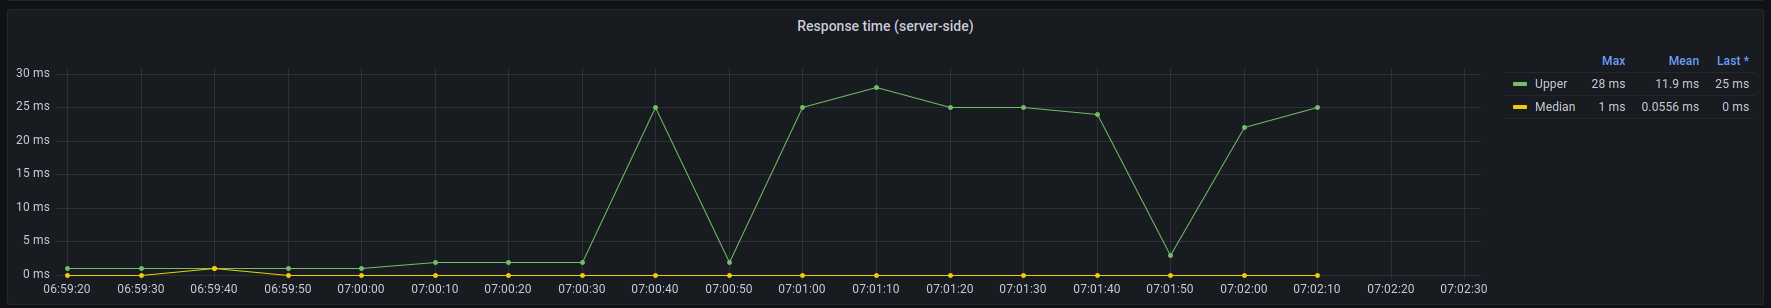 Response time (server-side)
Max Mean Last *
Upper 28 ms 11.9 ms 25 ms
Median 1 ms 0.0556 ms 0 ms
30 ms
25 ms
20 ms
15 ms
10 ms
5 ms
0 ms
06:59:20 06:59:30 06:59:40 06:59:50 07:00:00 07:00:10 07:00:20 07:00:30 07:00:40 07:00:50 07:01:00 07:01:10 07:01:20 07:01:30 07:01:40 07:01:50 07:02:00 07:02:10 07:02:20 07:02:30